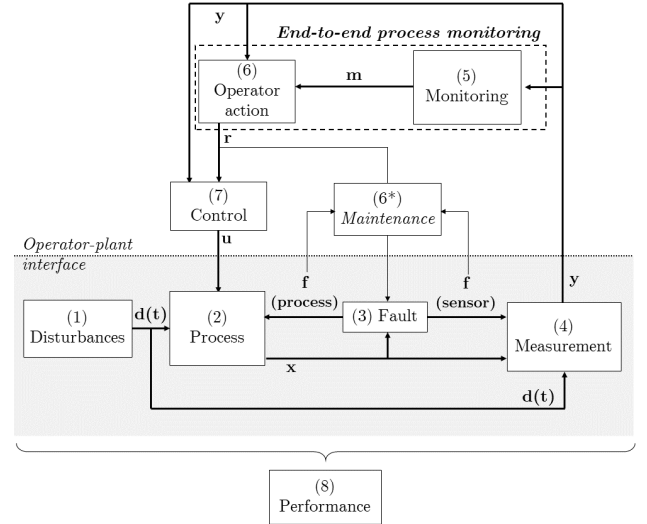 y
End-to-end process monitoring
(6)
Operator
action
m
(5)
Monitoring
r
(7)
Control
(6*)
Maintenance
u
Operator-plant
interface
f
(process)
f
(sensor)
y
(1)
Disturbances
d(t)
(2)
Process
(3) Fault
(4)
Measurement
x
d(t)
(8)
Performance